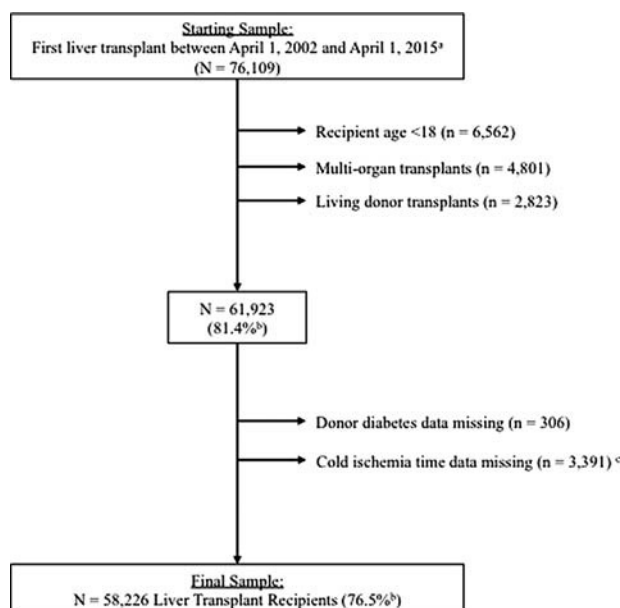 Starting Sample:
First liver transplant between April 1, 2002 and April 1, 2015ᵃ
(N = 76,109)
Recipient age <18 (n = 6,562)
Multi-organ transplants (n = 4,801)
Living donor transplants (n = 2,823)
N = 61,923
(81.4%ᵇ)
Donor diabetes data missing (n = 306)
Cold ischemia time data missing (n = 3,391) ᶜ
Final Sample:
N = 58,226 Liver Transplant Recipients (76.5%ᵇ)